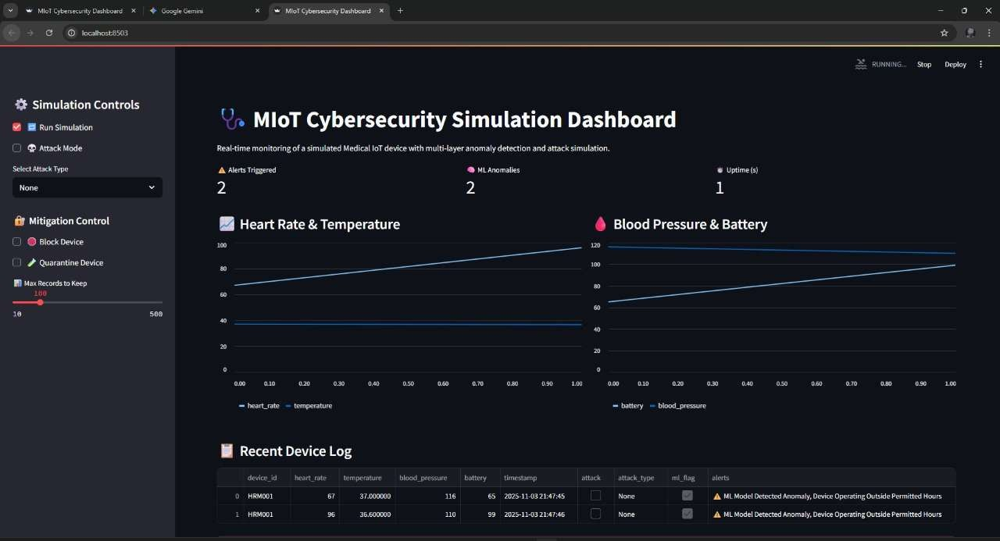 MIoT Cybersecurity Dashboard
Google Gemini
MIoT Cybersecurity Dashboard
localhost:8503
RUNNING...
Stop
Deploy
Simulation Controls
Run Simulation
Attack Mode
Select Attack Type
None
Mitigation Control
Block Device
Quarantine Device
Max Records to Keep
100
10 500
MIoT Cybersecurity Simulation Dashboard
Real-time monitoring of a simulated Medical IoT device with multi-layer anomaly detection and attack simulation.
Alerts Triggered
2
ML Anomalies
2
Uptime (s)
1
Heart Rate & Temperature
100
80
60
40
20
0
0.00 0.10 0.20 0.30 0.40 0.50 0.60 0.70 0.80 0.90 1.00
heart_rate temperature
Blood Pressure & Battery
120
100
80
60
40
20
0
0.00 0.10 0.20 0.30 0.40 0.50 0.60 0.70 0.80 0.90 1.00
battery blood_pressure
Recent Device Log
device_id heart_rate temperature blood_pressure battery timestamp attack attack_type ml_flag alerts
0 HRM001 67 37.000000 116 65 2025-11-03 21:47:45 None ⚠️ ML Model Detected Anomaly, Device Operating Outside Permitted Hours
1 HRM001 96 36.600000 110 99 2025-11-03 21:47:46 None ⚠️ ML Model Detected Anomaly, Device Operating Outside Permitted Hours